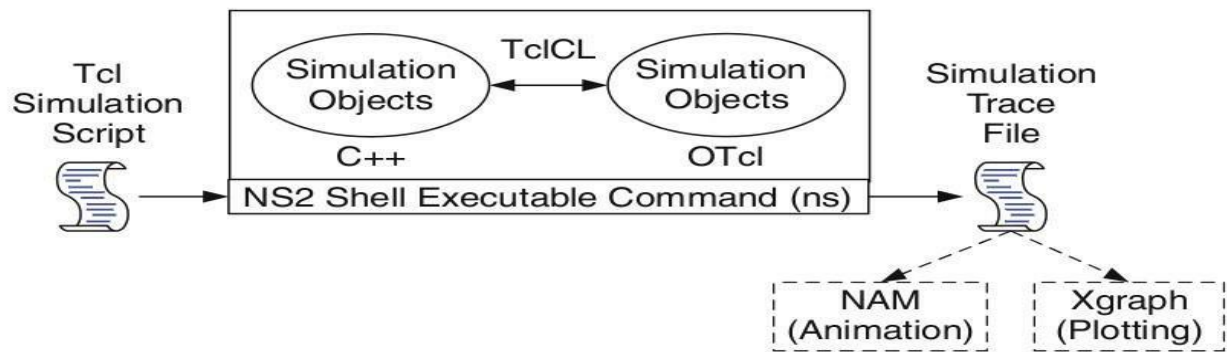 Tcl
Simulation
Script
Simulation
Objects
TclCL
Simulation
Objects
C++
OTcl
NS2 Shell Executable Command (ns)
Simulation
Trace
File
NAM
(Animation)
Xgraph
(Plotting)